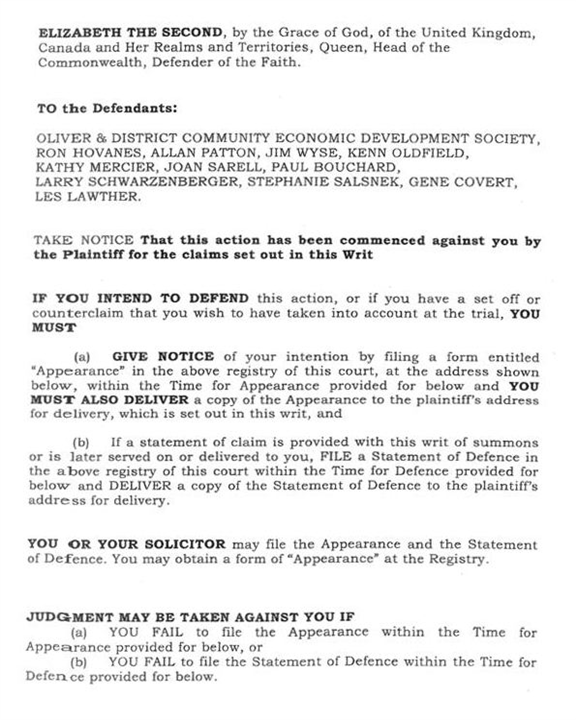 ELIZABETH THE SECOND, by the Grace of God, of the United Kingdom,
Canada and Her Realms and Territories, Queen, Head of the
Commonwealth, Defender of the Faith.
TO the Defendants:
OLIVER & DISTRICT COMMUNITY ECONOMIC DEVELOPMENT SOCIETY,
RON HOVANES, ALLAN PATTON, JIM WYSE, KENN OLDFIELD,
KATHY MERCIER, JOAN SARELL, PAUL BOUCHARD,
LARRY SCHWARZENBERGER, STEPHANIE SALSNEK, GENE COVERT,
LES LAWTHER.
TAKE NOTICE That this action has been commenced against you by
the Plaintiff for the claims set out in this Writ
IF YOU INTEND TO DEFEND this action, or if you have a set off or
counterclaim that you wish to have taken into account at the trial, YOU
MUST
(a) GIVE NOTICE of your intention by filing a form entitled
"Appearance" in the above registry of this court, at the address shown
below, within the Time for Appearance provided for below and YOU
MUST ALSO DELIVER a copy of the Appearance to the plaintiff's address
for delivery, which is set out in this writ, and
(b) If a statement of claim is provided with this writ of summons
or is later served on or delivered to you, FILE a Statement of Defence in
the above registry of this court within the Time for Defence provided for
below and DELIVER a copy of the Statement of Defence to the plaintiff's
address for delivery.
YOU OR YOUR SOLICITOR may file the Appearance and the Statement
of Defence. You may obtain a form of "Appearance" at the Registry.
JUDGMENT MAY BE TAKEN AGAINST YOU IF
(a) YOU FAIL to file the Appearance within the Time for
Appearance provided for below, or
(b) YOU FAIL to file the Statement of Defence within the Time for
Defence provided for below.